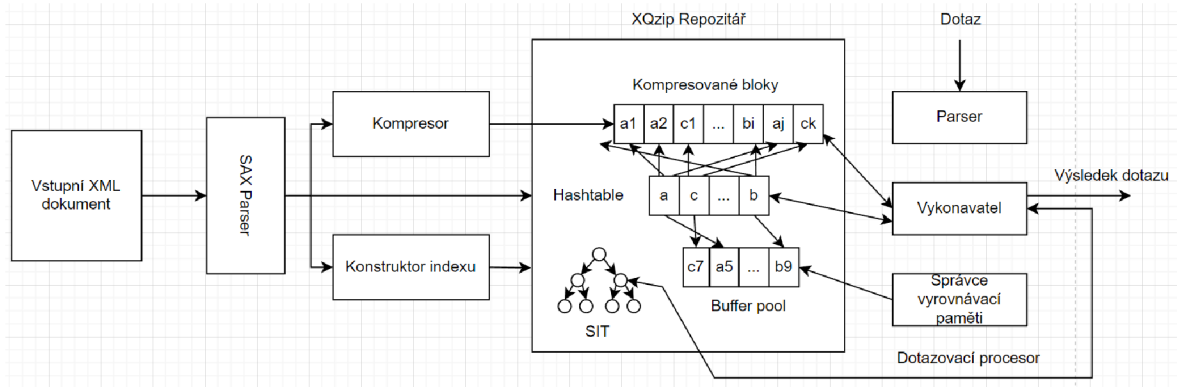 XQzip Repozitář
Dotaz
Kompresované bloky
Kompresor
a1 a2 c1 ... bi aj ck
Parser
Vstupní XML
dokument
SAX Parser
Hashtable
a c ... b
Výsledek dotazu
Vykonavatel
Konstruktor indexu
c7 a5 ... b9
Buffer pool
SIT
Správce
vyrovnávací
paměti
Dotazovací procesor